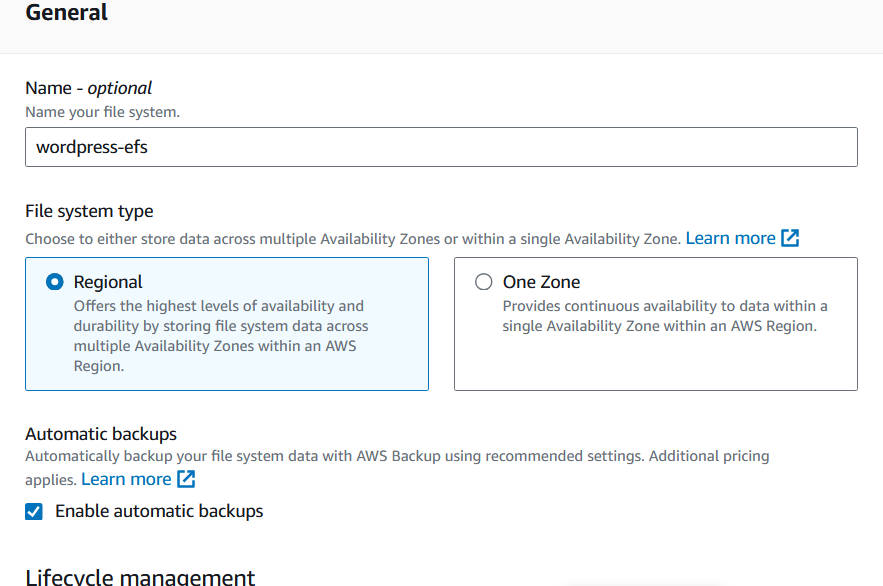 General
Name - optional
Name your file system.
wordpress-efs
File system type
Choose to either store data across multiple Availability Zones or within a single Availability Zone. Learn more
Regional
Offers the highest levels of availability and
durability by storing file system data across
multiple Availability Zones within an AWS
Region.
One Zone
Provides continuous availability to data within a
single Availability Zone within an AWS Region.
Automatic backups
Automatically backup your file system data with AWS Backup using recommended settings. Additional pricing
applies. Learn more
Enable automatic backups
Lifecycle management